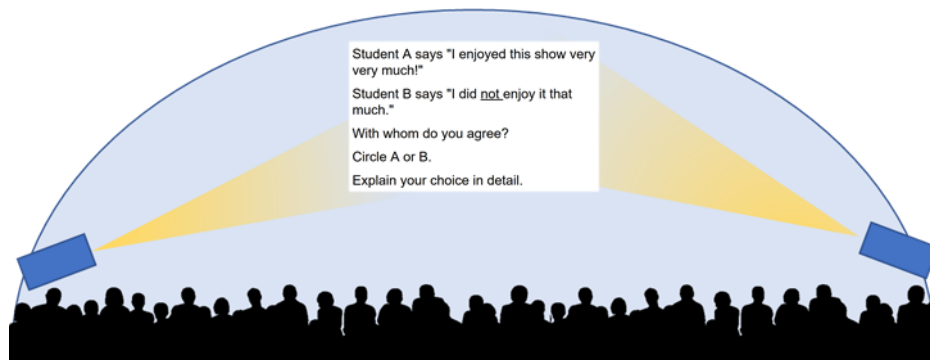 Student A says "I enjoyed this show very
very much!"
Student B says "I did not enjoy it that
much."
With whom do you agree?
Circle A or B.
Explain your choice in detail.